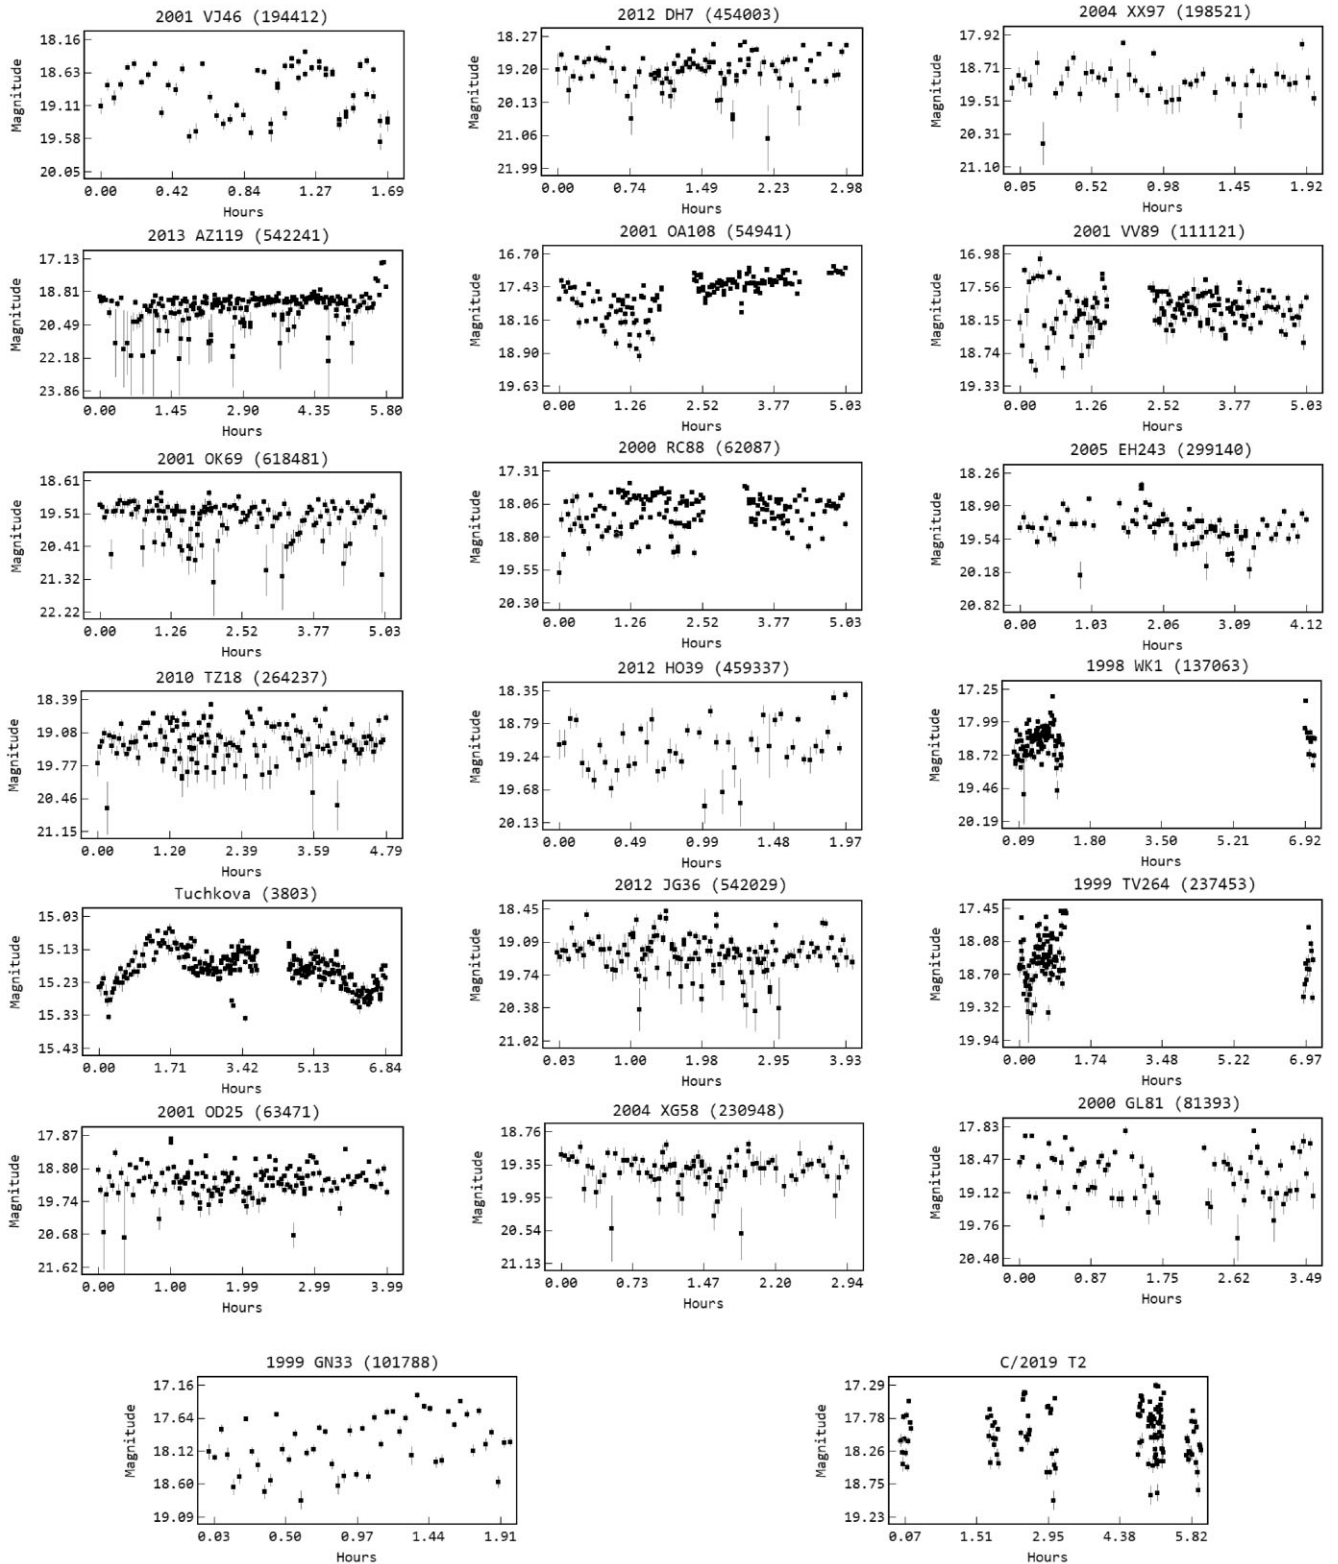 2001 VJ46 (194412)
18.16
18.63
19.11
19.58
20.05
Magnitude
0.00 0.42 0.84 1.27 1.69
Hours
2012 DH7 (454003)
18.27
19.20
20.13
21.06
21.99
Magnitude
0.00 0.74 1.49 2.23 2.98
Hours
2004 XX97 (198521)
17.92
18.71
19.51
20.31
21.10
Magnitude
0.05 0.52 0.98 1.45 1.92
Hours
2013 AZ119 (542241)
17.13
18.81
20.49
22.18
23.86
Magnitude
0.00 1.45 2.90 4.35 5.80
Hours
2001 OA108 (54941)
16.70
17.43
18.16
18.90
19.63
Magnitude
0.00 1.26 2.52 3.77 5.03
Hours
2001 VV89 (111121)
16.98
17.56
18.15
18.74
19.33
Magnitude
0.00 1.26 2.52 3.77 5.03
Hours
2001 OK69 (618481)
18.61
19.51
20.41
21.32
22.22
Magnitude
0.00 1.26 2.52 3.77 5.03
Hours
2000 RC88 (62087)
17.31
18.06
18.80
19.55
20.30
Magnitude
0.00 1.26 2.52 3.77 5.03
Hours
2005 EH243 (299140)
18.26
18.90
19.54
20.18
20.82
Magnitude
0.00 1.03 2.06 3.09 4.12
Hours
2010 TZ18 (264237)
18.39
19.08
19.77
20.46
21.15
Magnitude
0.00 1.20 2.39 3.59 4.79
Hours
2012 HO39 (459337)
18.35
18.79
19.24
19.68
20.13
Magnitude
0.00 0.49 0.99 1.48 1.97
Hours
1998 WK1 (137063)
17.25
17.99
18.72
19.46
20.19
Magnitude
0.09 1.80 3.50 5.21 6.92
Hours
Tuchkova (3803)
15.03
15.13
15.23
15.33
15.43
Magnitude
0.00 1.71 3.42 5.13 6.84
Hours
2012 JG36 (542029)
18.45
19.09
19.74
20.38
21.02
Magnitude
0.03 1.00 1.98 2.95 3.93
Hours
1999 TV264 (237453)
17.45
18.08
18.70
19.32
19.94
Magnitude
0.00 1.74 3.48 5.22 6.97
Hours
2001 OD25 (63471)
17.87
18.80
19.74
20.68
21.62
Magnitude
0.00 1.00 1.99 2.99 3.99
Hours
2004 XG58 (230948)
18.76
19.35
19.95
20.54
21.13
Magnitude
0.00 0.73 1.47 2.20 2.94
Hours
2000 GL81 (81393)
17.83
18.47
19.12
19.76
20.40
Magnitude
0.00 0.87 1.75 2.62 3.49
Hours
1999 GN33 (101788)
17.16
17.64
18.12
18.60
19.09
Magnitude
0.03 0.50 0.97 1.44 1.91
Hours
C/2019 T2
17.29
17.78
18.26
18.75
19.23
Magnitude
0.07 1.51 2.95 4.38 5.82
Hours